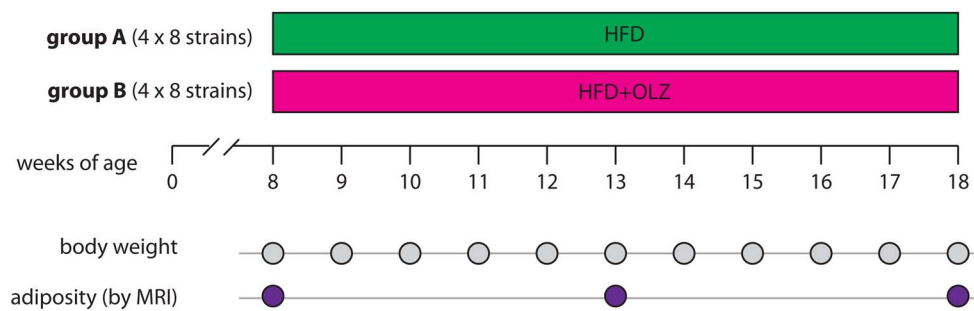 group A (4 x 8 strains)
HFD
group B (4 x 8 strains)
HFD+OLZ
weeks of age
0 8 9 10 11 12 13 14 15 16 17 18
body weight
adiposity (by MRI)